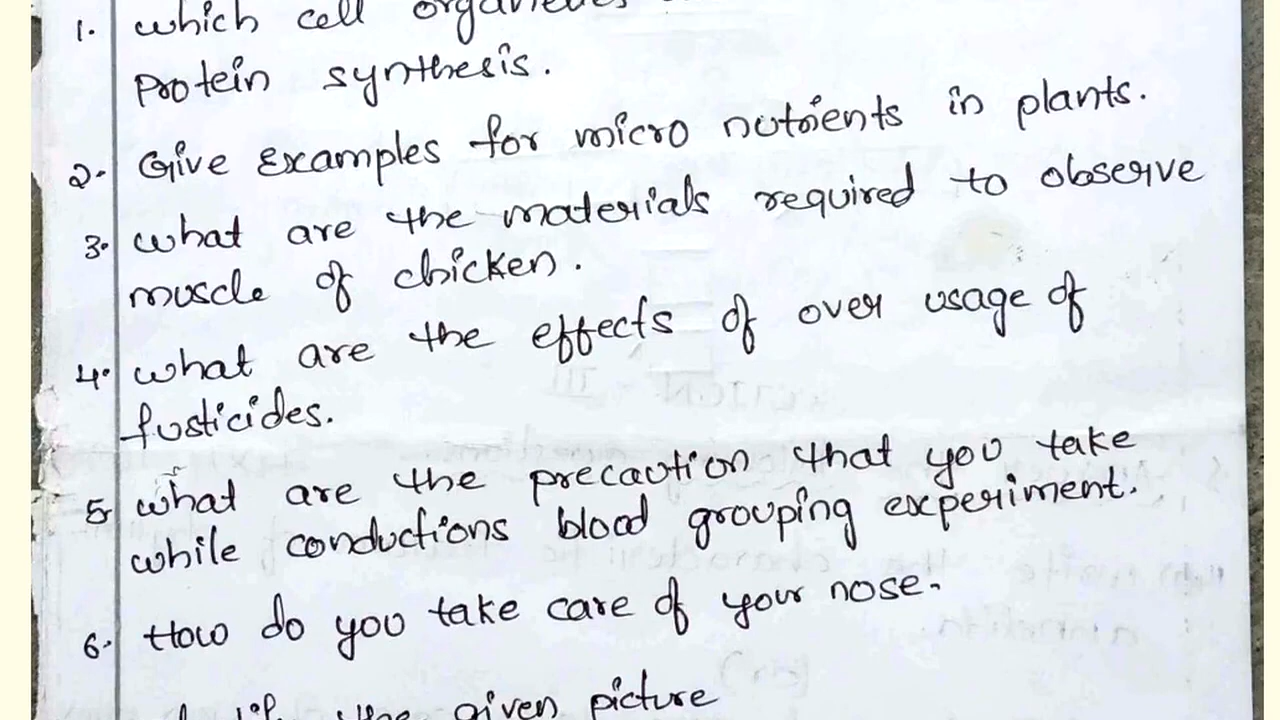 1. which cell
Protein synthesis.
2. Give Examples for micro nutrients in plants.
3. what are the materials required to observe
muscle of chicken.
4. what are the effects of over usage of
fusticides.
5. what are the precaution that you take
while conductions blood grouping experiment.
6. How do you take care of your nose.
the given picture